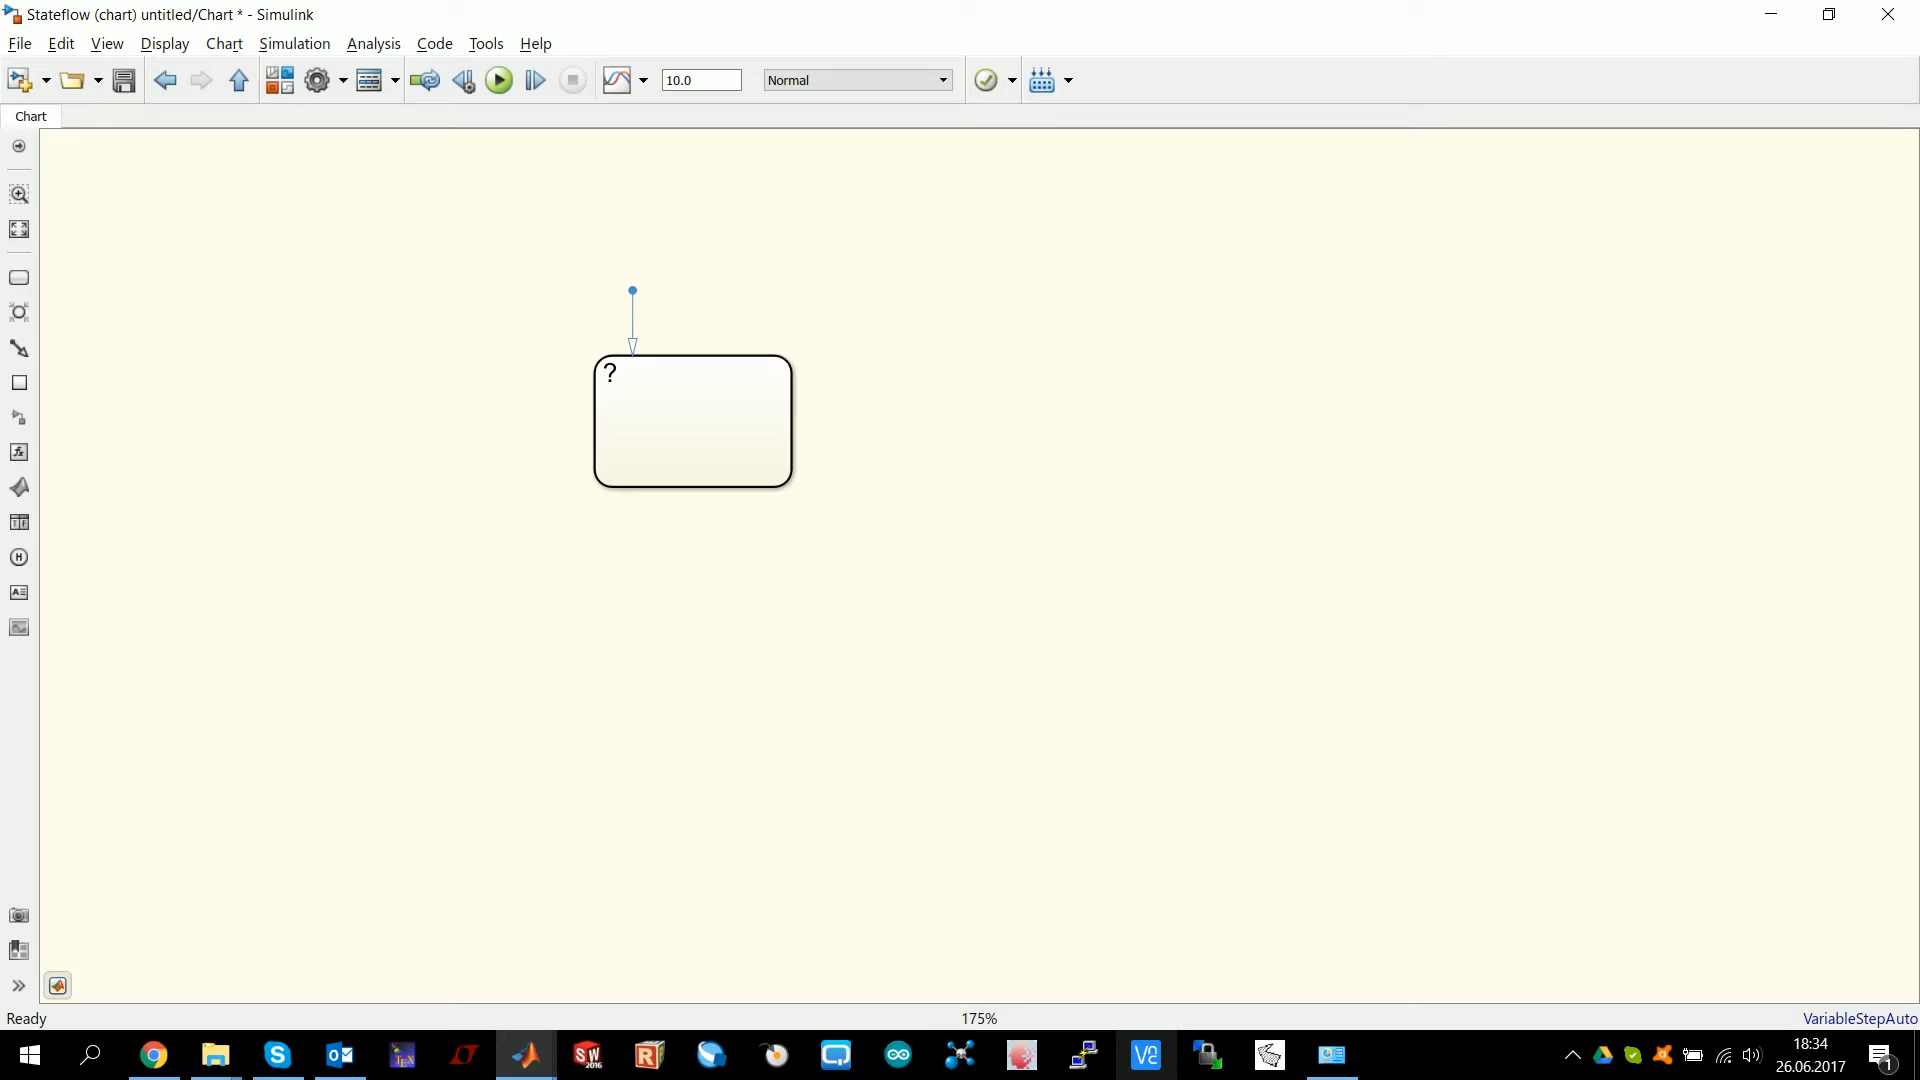 Stateflow (chart) untitled/Chart * - Simulink
File Edit View Display Chart Simulation Analysis Code Tools Help
10.0 Normal
Chart
?
Ready 175% VariableStepAuto
18:34
26.06.2017
1